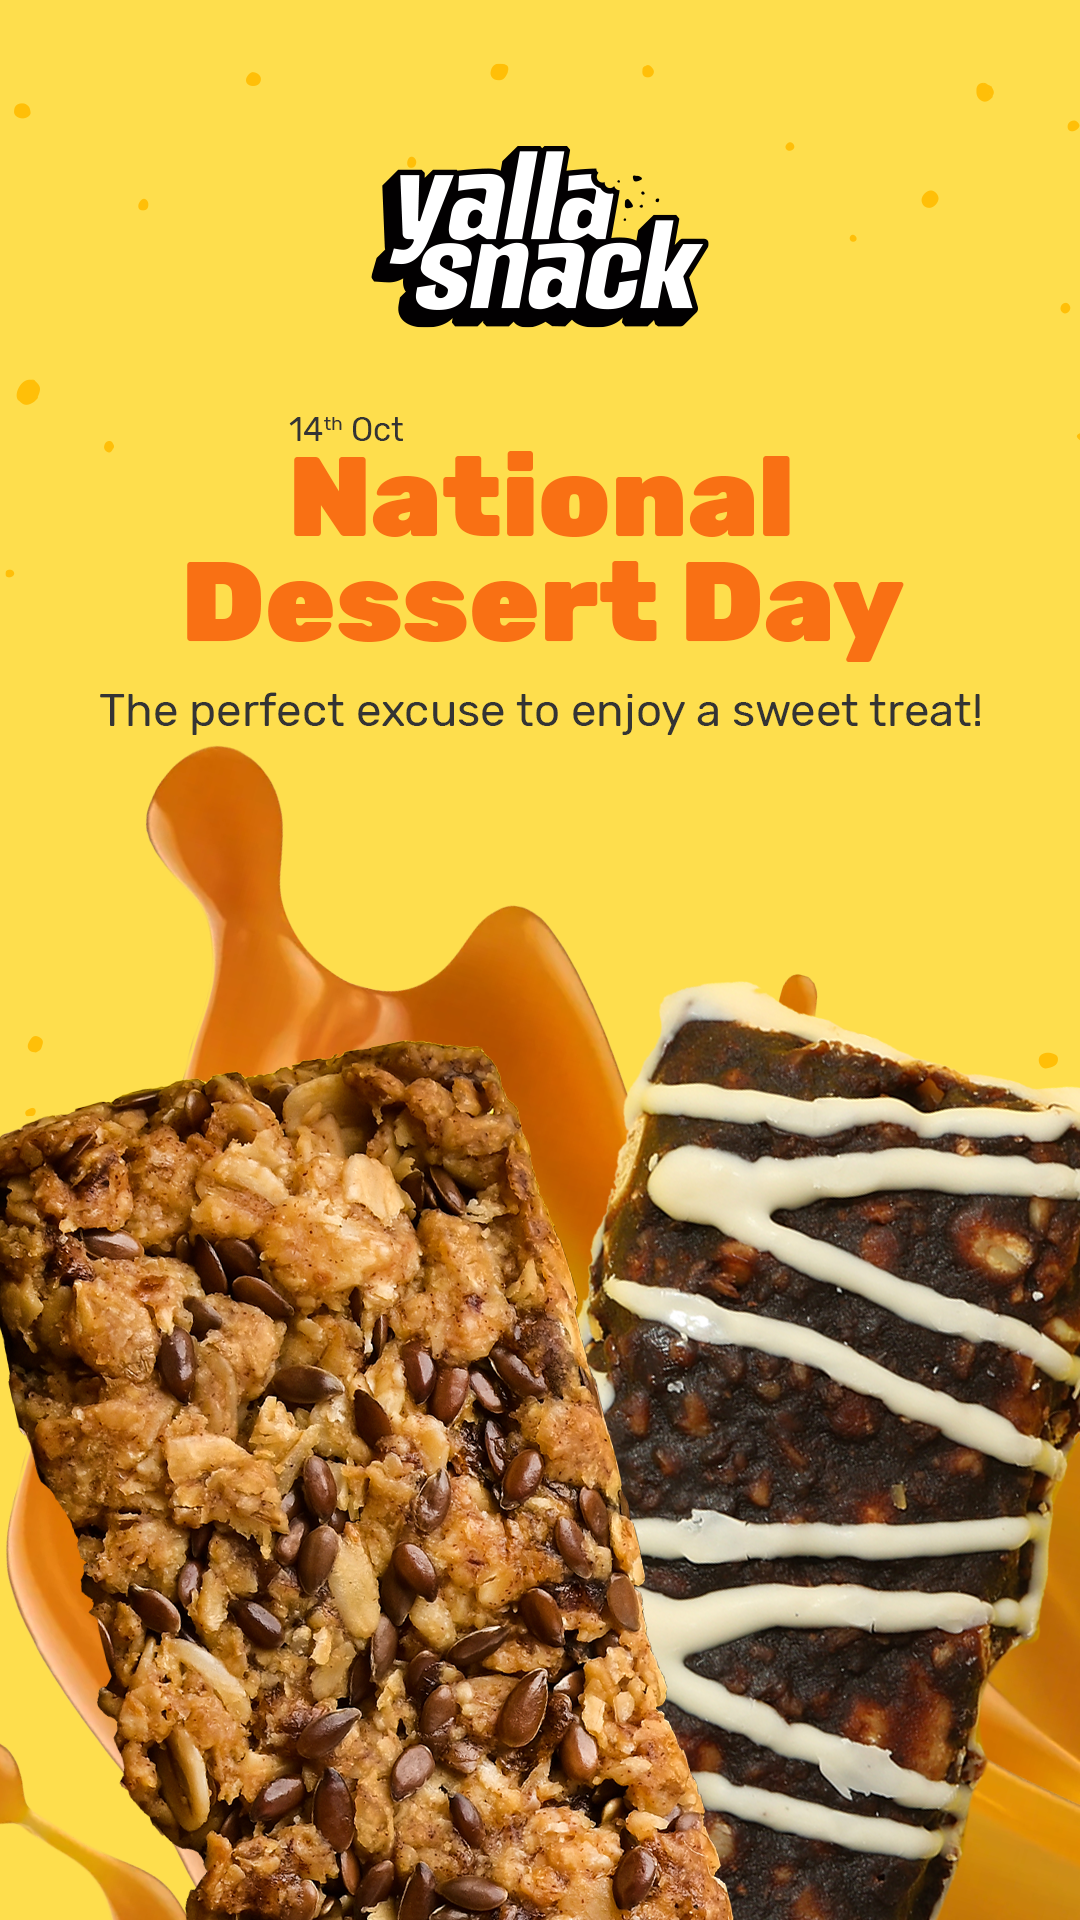 yalla
snack
14th Oct
National
Dessert Day
The perfect excuse to enjoy a sweet treat!